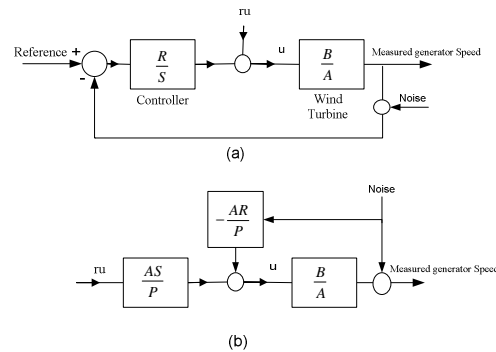 ru
Reference + R/S u B/A Measured generator Speed
-
Controller
Wind
Turbine
Noise
(a)
Noise
-AR/P
ru AS/P u B/A Measured generator Speed
(b)